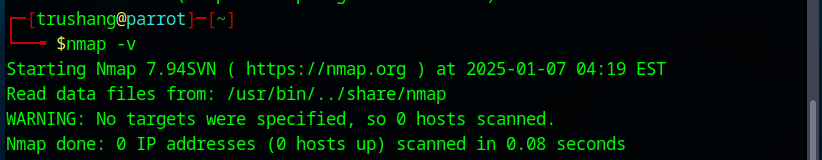 ┌─[trushang@parrot]─[~]
└──╼ $nmap -v
Starting Nmap 7.94SVN ( https://nmap.org ) at 2025-01-07 04:19 EST
Read data files from: /usr/bin/../share/nmap
WARNING: No targets were specified, so 0 hosts scanned.
Nmap done: 0 IP addresses (0 hosts up) scanned in 0.08 seconds